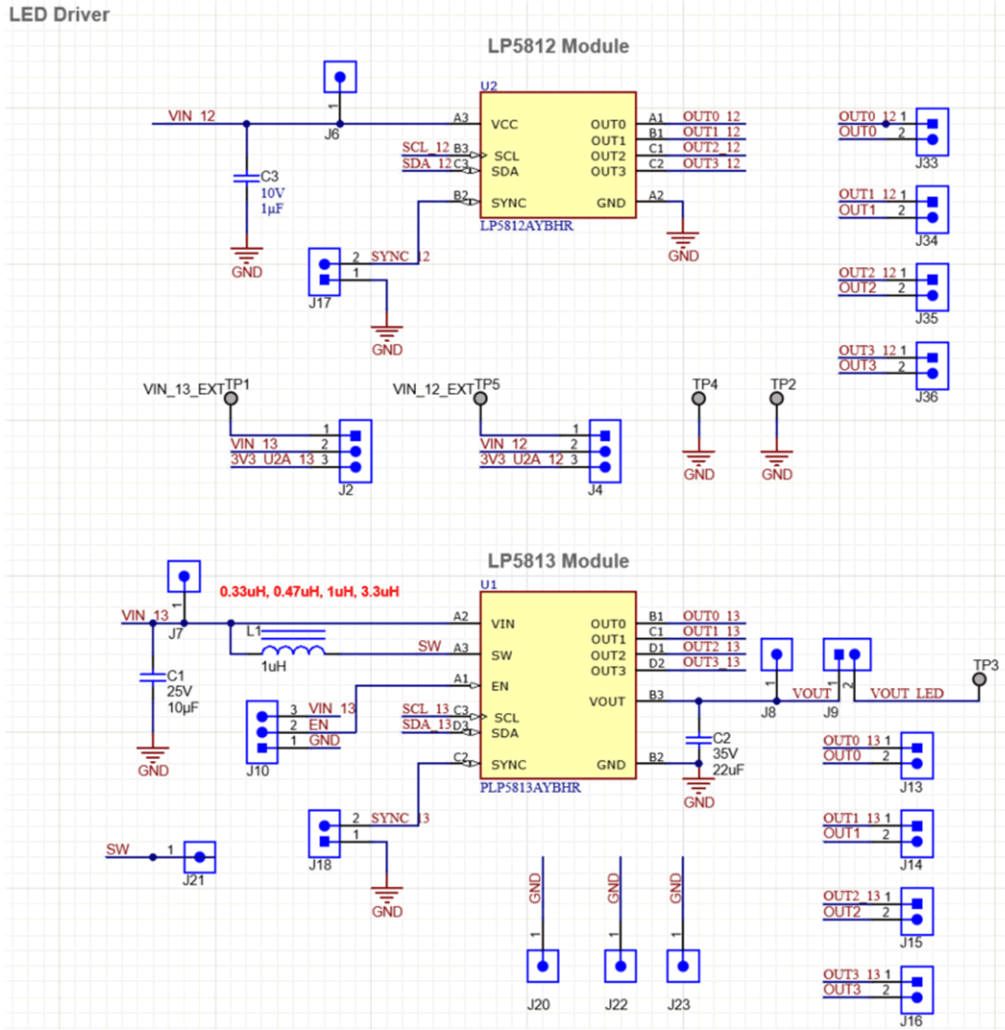 LED Driver
LP5812 Module
U2
VIN_12
1
J6
A3 VCC
SCL_12 B3 SCL
SDA_12 C3 SDA
B2 SYNC
OUT0 A1 OUT0_12
OUT1 B1 OUT1_12
OUT2 C1 OUT2_12
OUT3 C2 OUT3_12
GND A2
GND
LP5812AYBHR
C3
10V
1µF
GND
2 SYNC_12
1
J17
GND
OUT0_12 1
OUT0 2
J33
OUT1_12 1
OUT1 2
J34
OUT2_12 1
OUT2 2
J35
OUT3_12 1
OUT3 2
J36
VIN_13_EXT TP1
1
VIN_13 2
3V3_U2A_13 3
J2
VIN_12_EXT TP5
1
VIN_12 2
3V3_U2A_12 3
J4
TP4
GND
TP2
GND
LP5813 Module
U1
0.33uH, 0.47uH, 1uH, 3.3uH
VIN_13
1
J7
L1
1uH
SW
A2 VIN
A3 SW
A1 EN
SCL_13 C3 SCL
SDA_13 D3 SDA
C2 SYNC
OUT0 B1 OUT0_13
OUT1 C1 OUT1_13
OUT2 D1 OUT2_13
OUT3 D2 OUT3_13
VOUT B3
GND B2
PLP5813AYBHR
C1
25V
10µF
GND
3 VIN_13
2 EN
1 GND
J10
2 SYNC_13
1
J18
GND
SW 1
J21
C2
35V
22uF
GND
1
J8
VOUT
1
2
J9
VOUT_LED
TP3
OUT0_13 1
OUT0 2
J13
OUT1_13 1
OUT1 2
J14
OUT2_13 1
OUT2 2
J15
OUT3_13 1
OUT3 2
J16
GND
1
J20
GND
1
J22
GND
1
J23